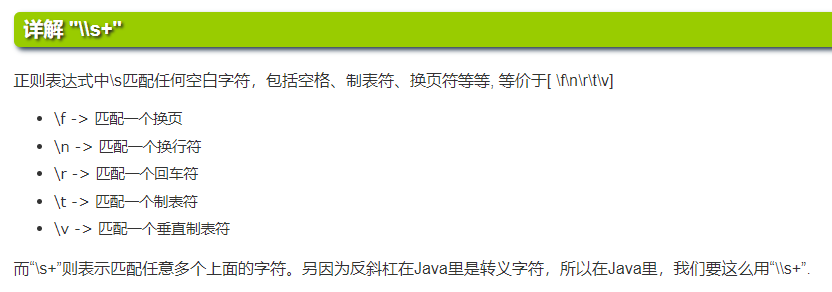 详解 "\\s+"
正则表达式中\s匹配任何空白字符，包括空格、制表符、换页符等等, 等价于[ \f\n\r\t\v]
• \f -> 匹配一个换页
• \n -> 匹配一个换行符
• \r -> 匹配一个回车符
• \t -> 匹配一个制表符
• \v -> 匹配一个垂直制表符
而“\s+”则表示匹配任意多个上面的字符。另因为反斜杠在Java里是转义字符，所以在Java里，我们要这么用“\\s+”.